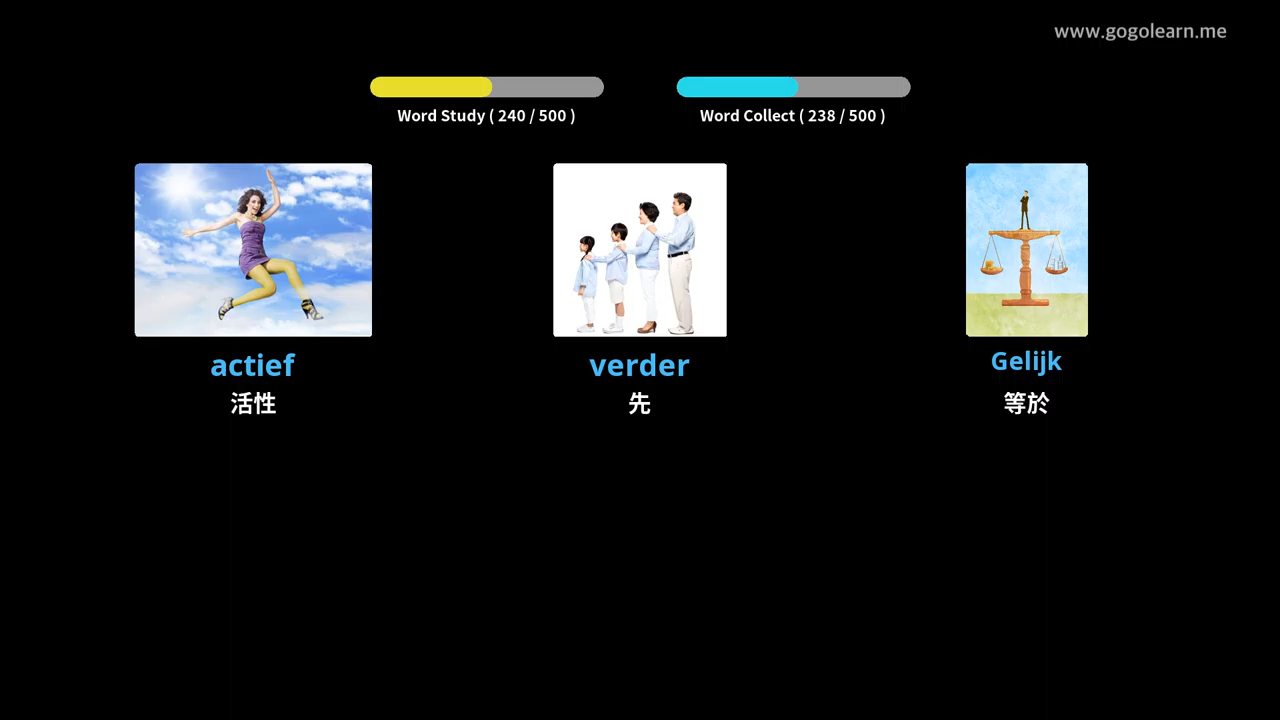 www.gogolearn.me
Word Study ( 240 / 500 )
Word Collect ( 238 / 500 )
actief
活性
verder
先
Gelijk
等於